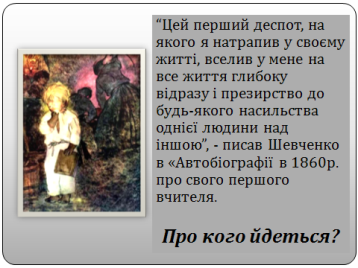 “Цей перший деспот, на
якого я натрапив у своєму
житті, вселив у мене на
все життя глибоку
відразу і презирство до
будь-якого насильства
однієї людини над
іншою”, - писав Шевченко
в «Автобіографії в 1860р.
про свого першого
вчителя.
Про кого йдеться?